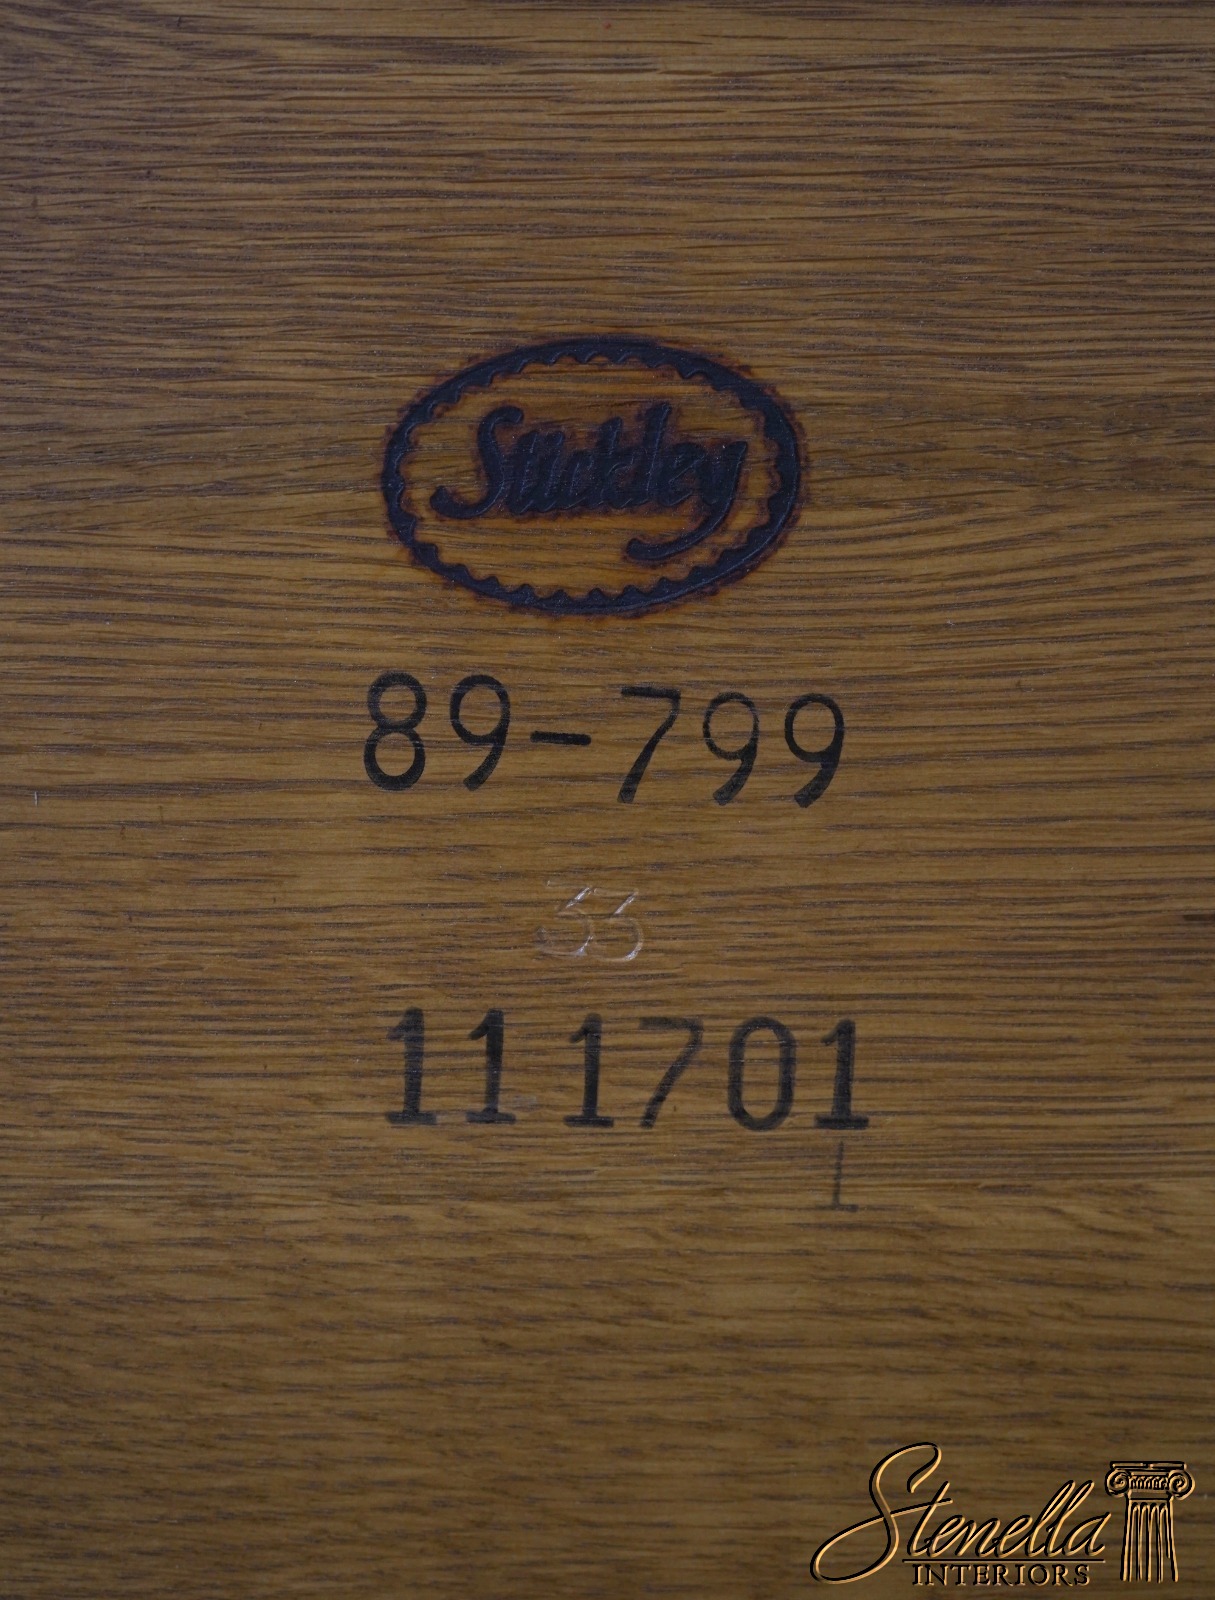 Stickley
89-799
33
111701
1
Stenella
INTERIORS